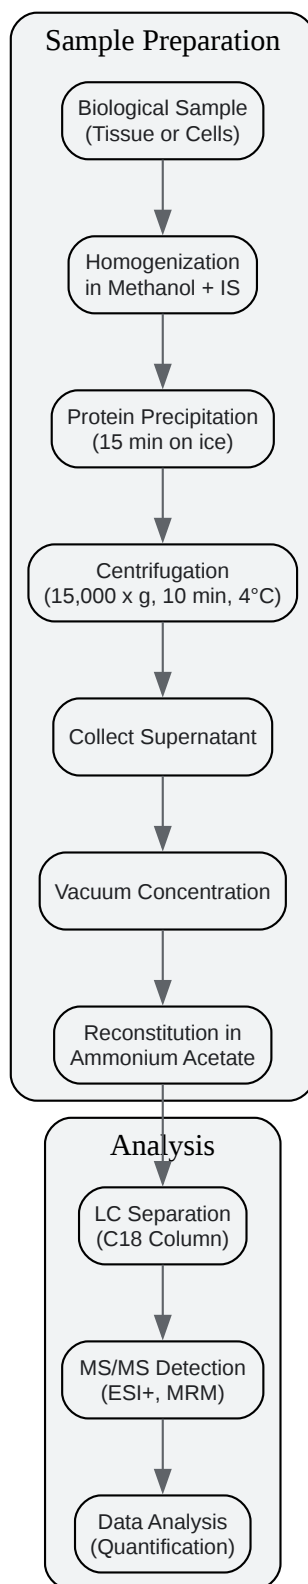 Sample Preparation
Biological Sample
(Tissue or Cells)
Homogenization
in Methanol + IS
Protein Precipitation
(15 min on ice)
Centrifugation
(15,000 x g, 10 min, 4°C)
Collect Supernatant
Vacuum Concentration
Reconstitution in
Ammonium Acetate
Analysis
LC Separation
(C18 Column)
MS/MS Detection
(ESI+, MRM)
Data Analysis
(Quantification)